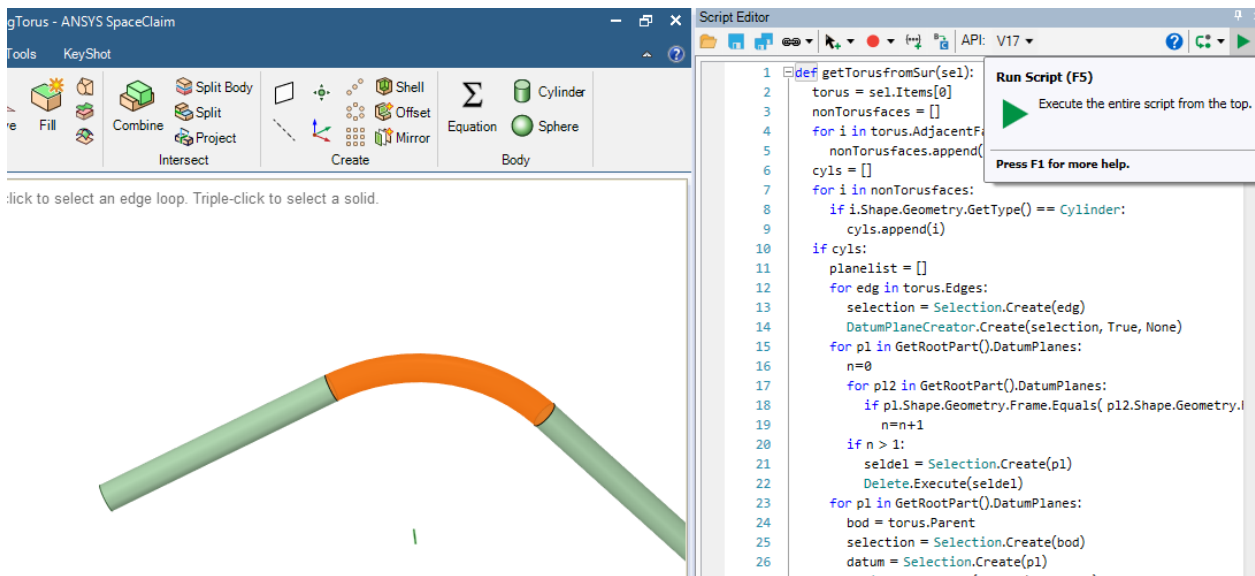 gTorus - ANSYS SpaceClaim
Tools KeyShot
Fill
Combine
Split Body
Split
Project
Intersect
Shell
Offset
Mirror
Create
Equation
Cylinder
Sphere
Body
click to select an edge loop. Triple-click to select a solid.
Script Editor
API: V17
Run Script (F5)
Execute the entire script from the top.
Press F1 for more help.
1 def getTorusfromSur(sel):
2 torus = sel.Items[0]
3 nonTorusfaces = []
4 for i in torus.AdjacentFa
5 nonTorusfaces.append(
6 cyls = []
7 for i in nonTorusfaces:
8 if i.Shape.Geometry.GetType() == Cylinder:
9 cyls.append(i)
10 if cyls:
11 planelist = []
12 for edg in torus.Edges:
13 selection = Selection.Create(edg)
14 DatumPlaneCreator.Create(selection, True, None)
15 for pl in GetRootPart().DatumPlanes:
16 n=0
17 for pl2 in GetRootPart().DatumPlanes:
18 if pl.Shape.Geometry.Frame.Equals( pl2.Shape.Geometry.
19 n=n+1
20 if n > 1:
21 seldel = Selection.Create(pl)
22 Delete.Execute(seldel)
23 for pl in GetRootPart().DatumPlanes:
24 bod = torus.Parent
25 selection = Selection.Create(bod)
26 datum = Selection.Create(pl)